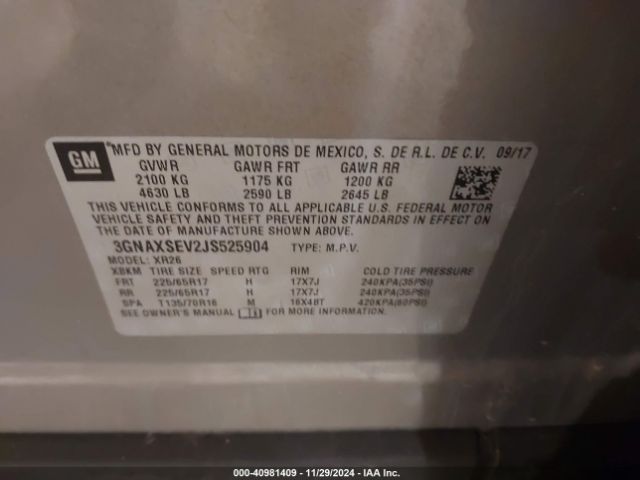 GM
MFD BY GENERAL MOTORS DE MEXICO, S. DE R.L. DE C.V. 09/17
GVWR GAWR FRT GAWR RR
2100 KG 1175 KG 1200 KG
4630 LB 2590 LB 2645 LB
THIS VEHICLE CONFORMS TO ALL APPLICABLE U.S. FEDERAL MOTOR
VEHICLE SAFETY AND THEFT PREVENTION STANDARDS IN EFFECT ON
THE DATE OF MANUFACTURE SHOWN ABOVE.
3GNAXSEV2JS525904 TYPE: M.P.V.
MODEL: XR26
XBKM TIRE SIZE SPEED RTG RIM COLD TIRE PRESSURE
FRT 225/65R17 H 17X7J 240KPA(35PSI)
RR 225/65R17 H 17X7J 240KPA(35PSI)
SPA T135/70R16 M 16X4BT 420KPA(60PSI)
SEE OWNER'S MANUAL FOR MORE INFORMATION.
000-40981409 - 11/29/2024 - IAA Inc.